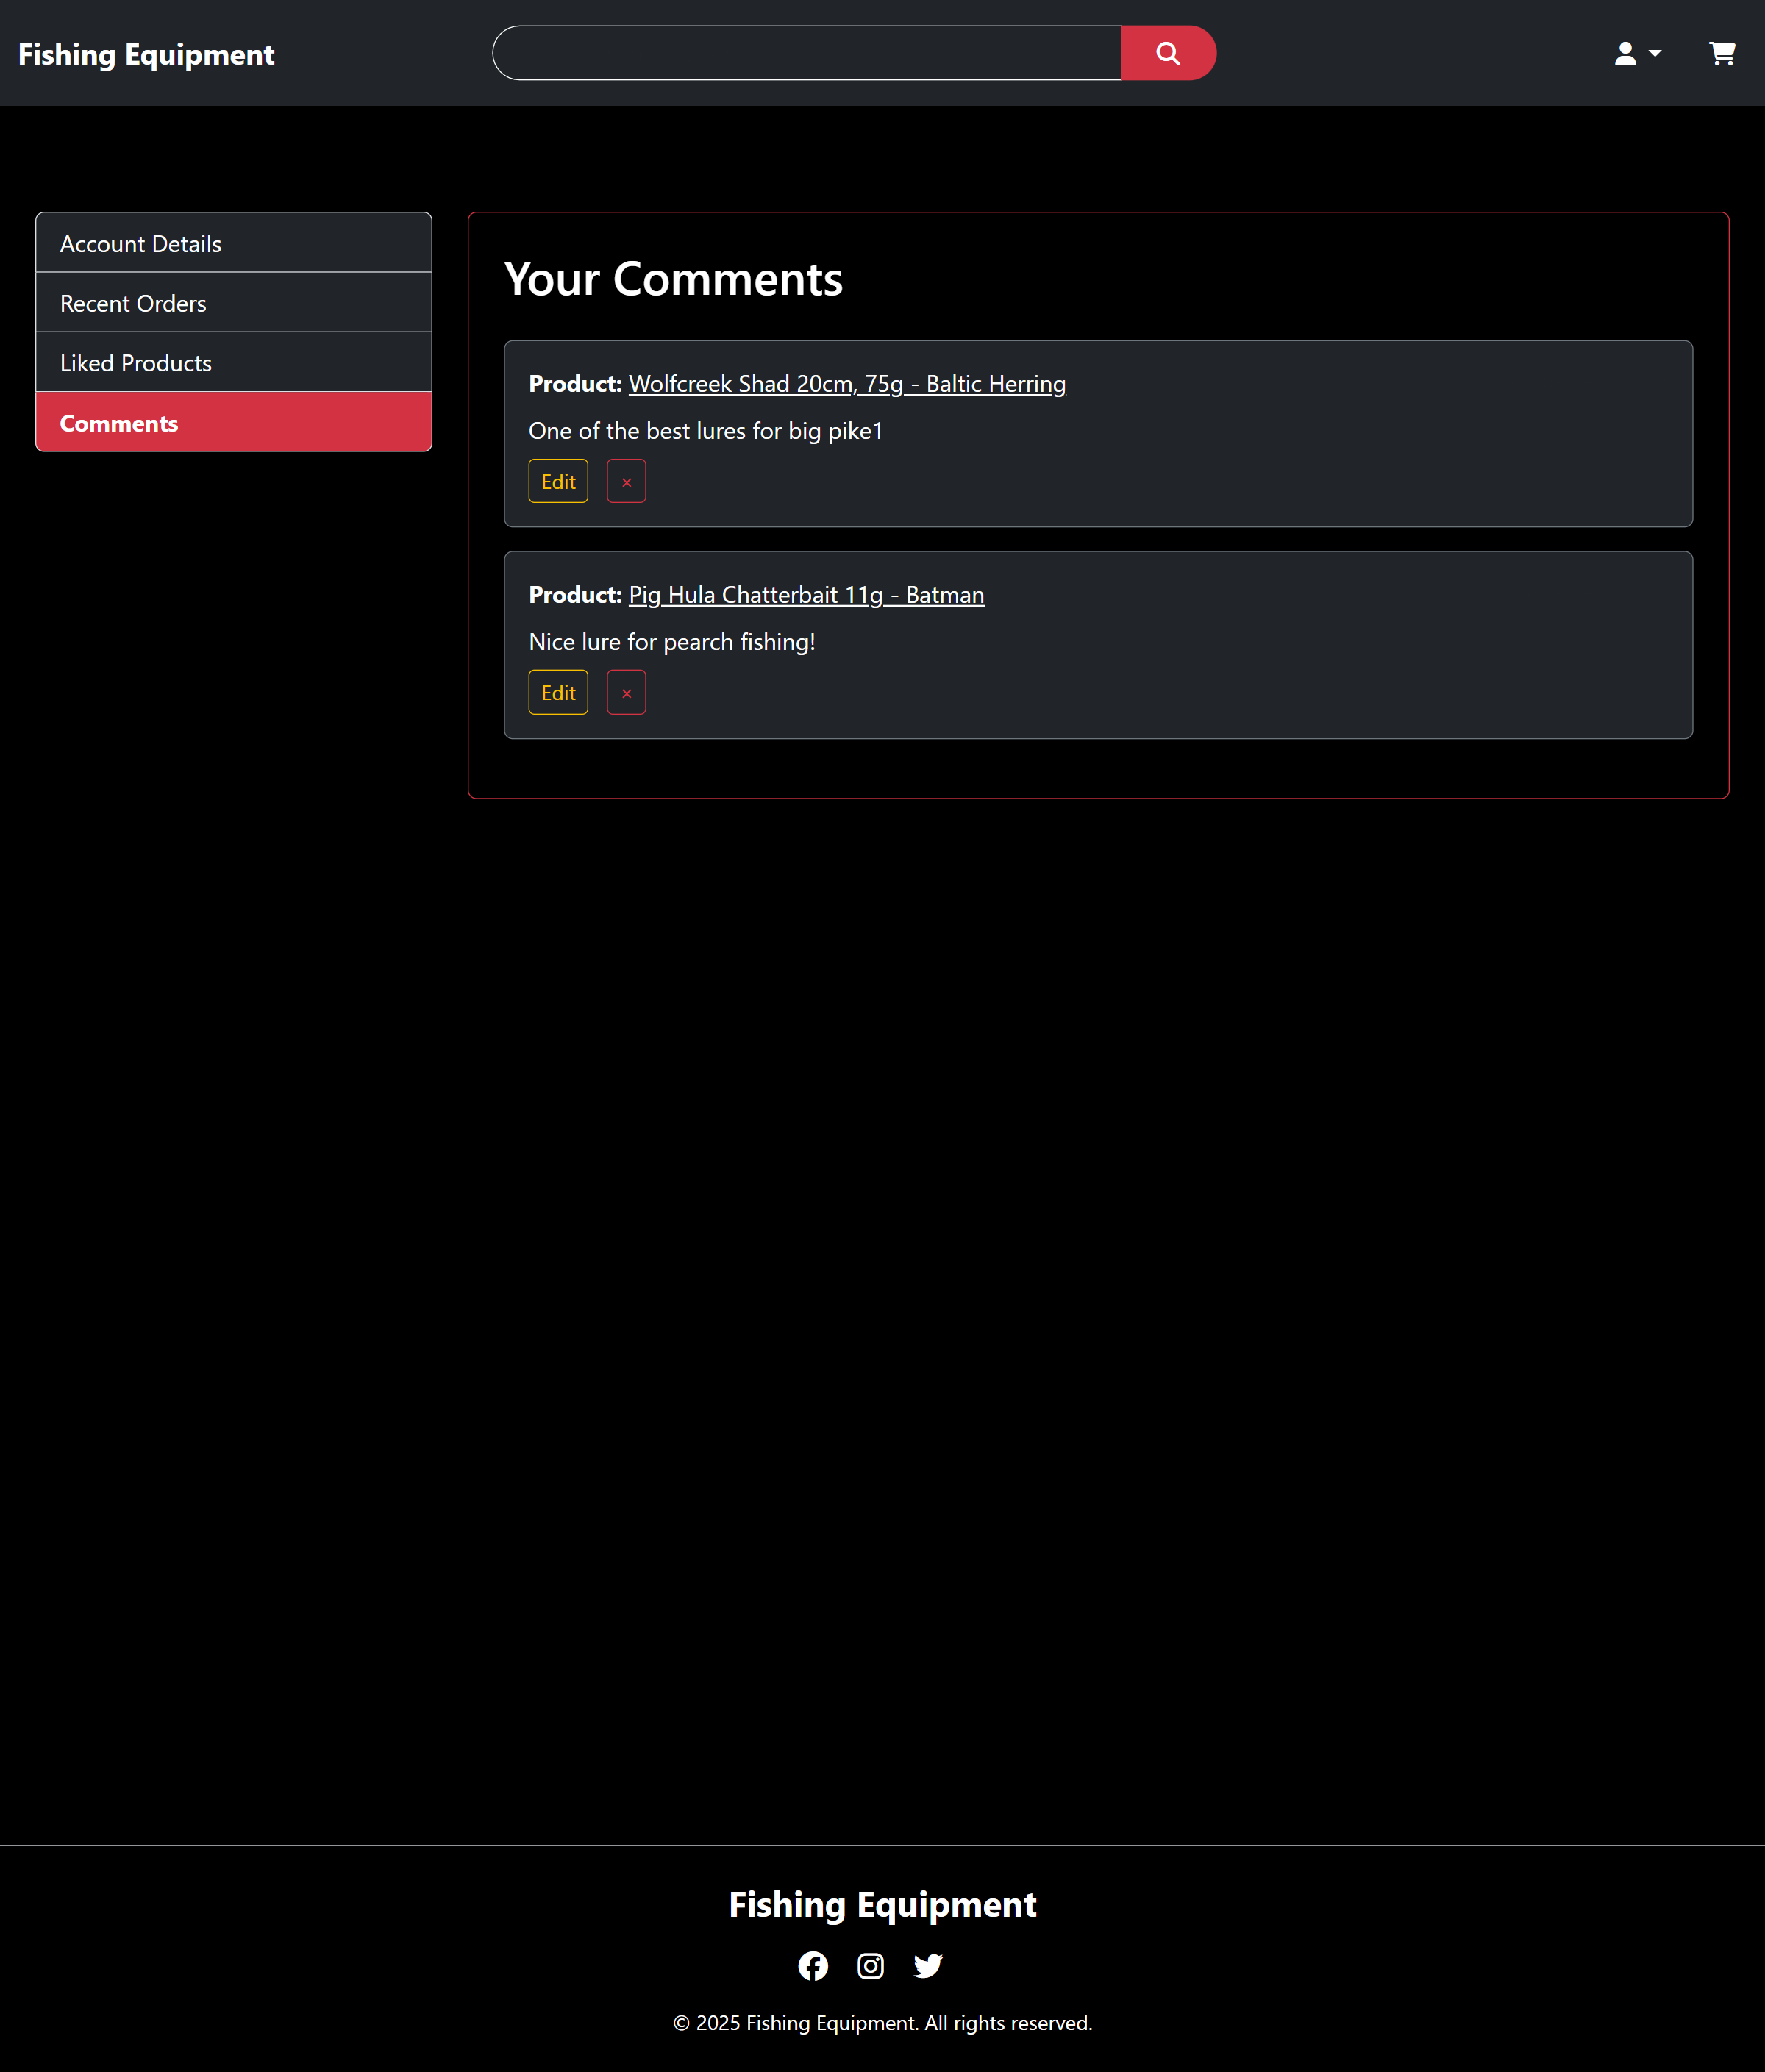 Fishing Equipment
Account Details
Recent Orders
Liked Products
Comments
Your Comments
Product: Wolfcreek Shad 20cm, 75g - Baltic Herring
One of the best lures for big pike1
Edit ×
Product: Pig Hula Chatterbait 11g - Batman
Nice lure for pearch fishing!
Edit ×
Fishing Equipment
© 2025 Fishing Equipment. All rights reserved.